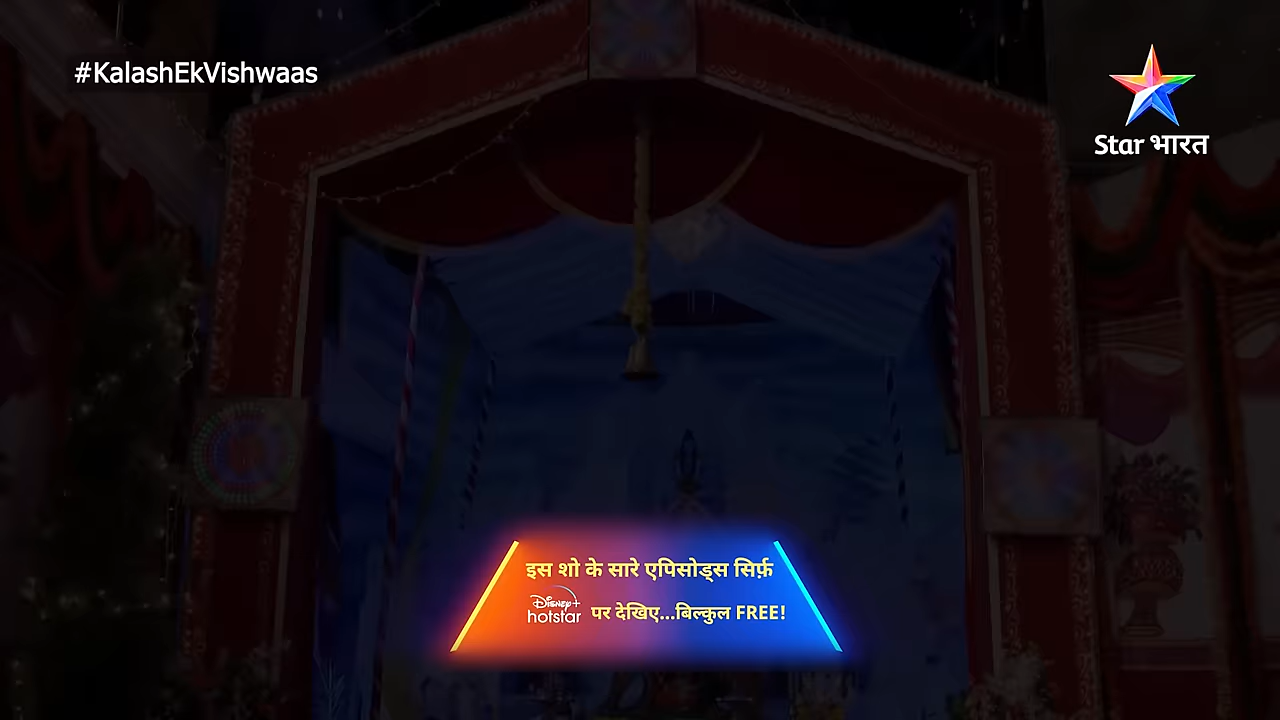 #KalashEkVishwaas
Star भारत
इस शो के सारे एपिसोड्स सिर्फ़
Disney+ hotstar पर देखिए...बिल्कुल FREE!